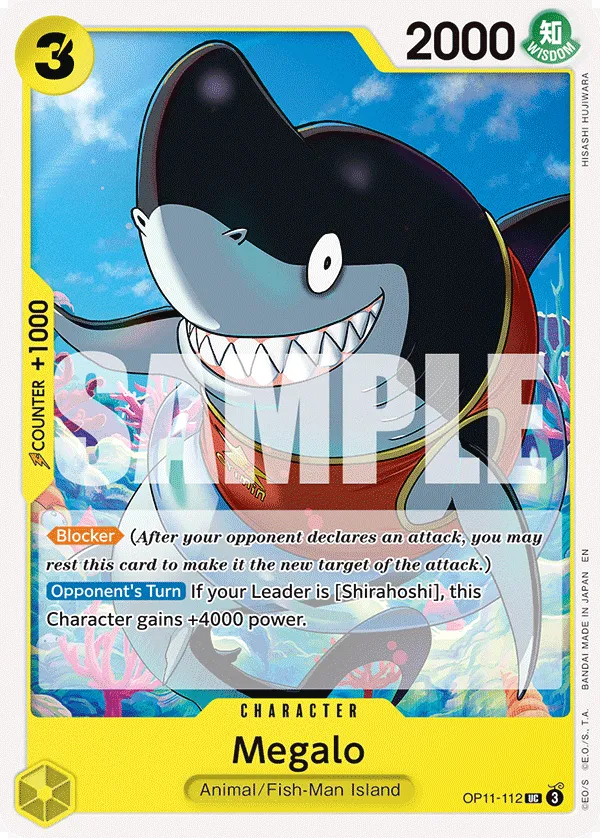 3
2000
知
WISDOM
HISASHI HUJIWARA
COUNTER +1000
SAMPLE
Blocker (After your opponent declares an attack, you may
rest this card to make it the new target of the attack.)
Opponent's Turn If your Leader is [Shirahoshi], this
Character gains +4000 power.
©E.O./S., T.A. BANDAI MADE IN JAPAN EN
©EO/S
CHARACTER
Megalo
Animal/Fish-Man Island
OP11-112 UC 3